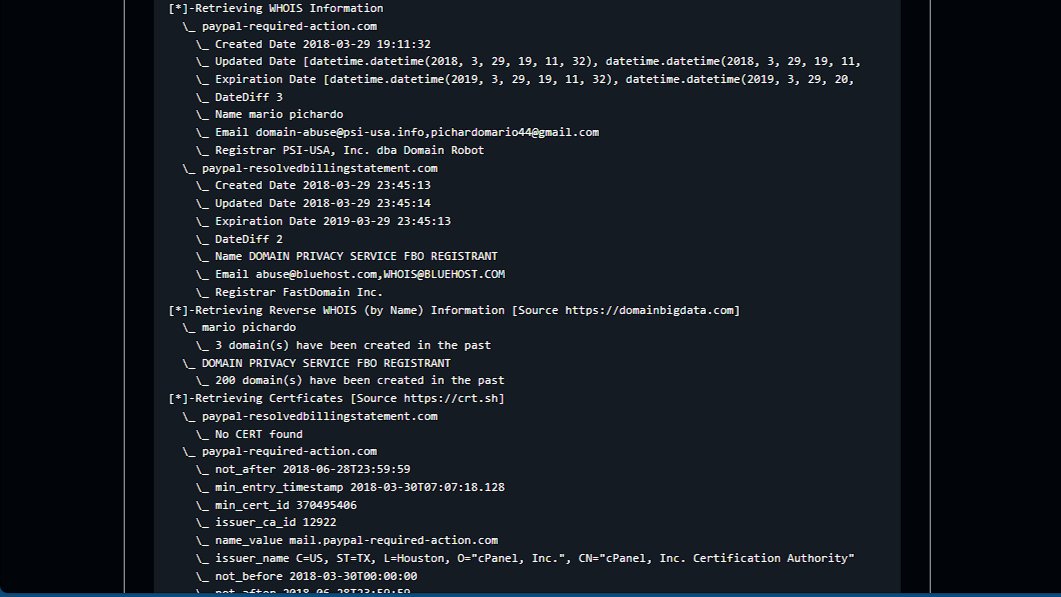 [*]-Retrieving WHOIS Information
\_ paypal-required-action.com
\_ Created Date 2018-03-29 19:11:32
\_ Updated Date [datetime.datetime(2018, 3, 29, 19, 11, 32), datetime.datetime(2018, 3, 29, 19, 11,
\_ Expiration Date [datetime.datetime(2019, 3, 29, 19, 11, 32), datetime.datetime(2019, 3, 29, 20,
\_ DateDiff 3
\_ Name mario pichardo
\_ Email domain-abuse@psi-usa.info,pichardomario44@gmail.com
\_ Registrar PSI-USA, Inc. dba Domain Robot
\_ paypal-resolvedbillingstatement.com
\_ Created Date 2018-03-29 23:45:13
\_ Updated Date 2018-03-29 23:45:14
\_ Expiration Date 2019-03-29 23:45:13
\_ DateDiff 2
\_ Name DOMAIN PRIVACY SERVICE FBO REGISTRANT
\_ Email abuse@bluehost.com,WHOIS@BLUEHOST.COM
\_ Registrar FastDomain Inc.
[*]-Retrieving Reverse WHOIS (by Name) Information [Source https://domainbigdata.com]
\_ mario pichardo
\_ 3 domain(s) have been created in the past
\_ DOMAIN PRIVACY SERVICE FBO REGISTRANT
\_ 200 domain(s) have been created in the past
[*]-Retrieving Certficates [Source https://crt.sh]
\_ paypal-resolvedbillingstatement.com
\_ No CERT found
\_ paypal-required-action.com
\_ not_after 2018-06-28T23:59:59
\_ min_entry_timestamp 2018-03-30T07:07:18.128
\_ min_cert_id 370495406
\_ issuer_ca_id 12922
\_ name_value mail.paypal-required-action.com
\_ issuer_name C=US, ST=TX, L=Houston, O="cPanel, Inc.", CN="cPanel, Inc. Certification Authority"
\_ not_before 2018-03-30T00:00:00
\_ not_after 2018-06-28T23:59:59